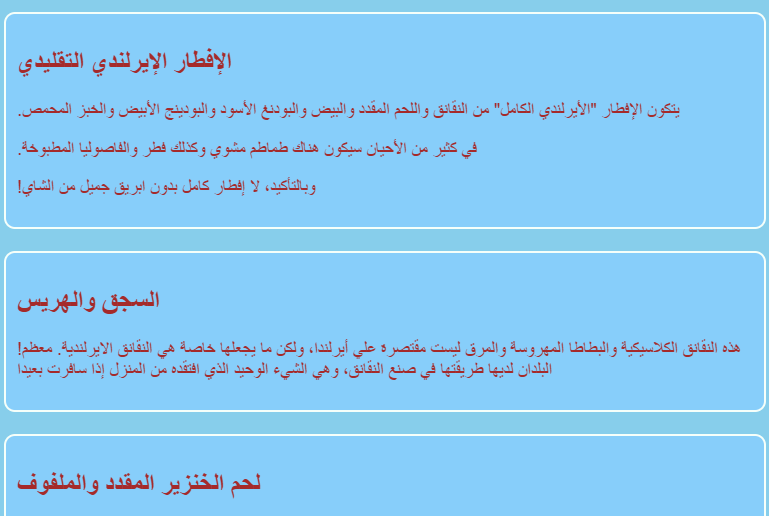 الإفطار الإيرلندي التقليدي
يتكون الإفطار "الأيرلندي الكامل" من النقانق واللحم المقدد والبيض والبودنغ الأسود والبودينج الأبيض والخبز المحمص.
في كثير من الأحيان سيكون هناك طماطم مشوي وكذلك فطر والفاصوليا المطبوخة.
وبالتأكيد، لا إفطار كامل بدون ابريق جميل من الشاي!
السجق والهريس
هذه النقانق الكلاسيكية والبطاطا المهروسة والمرق ليست مقتصرة علي أيرلندا، ولكن ما يجعلها خاصة هي النقانق الايرلندية. معظم!
البلدان لديها طريقتها في صنع النقانق، وهي الشيء الوحيد الذي افتقده من المنزل إذا سافرت بعيدا
لحم الخنزير المقدد والملفوف